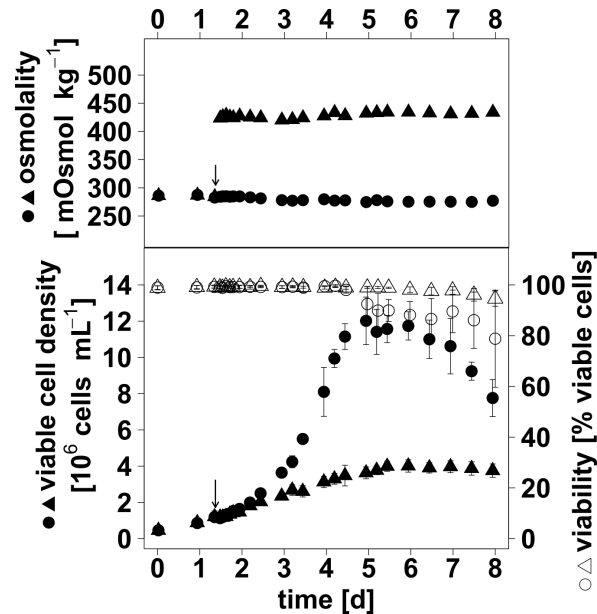 0 1 2 3 4 5 6 7 8
●▲ osmolality
[ mOsmol kg⁻¹]
500
450
400
350
300
250
●▲ viable cell density
[10⁶ cells mL⁻¹]
14
12
10
8
6
4
2
0
100
80
60
40
20
0
○△ viability [% viable cells]
0 1 2 3 4 5 6 7 8
time [d]